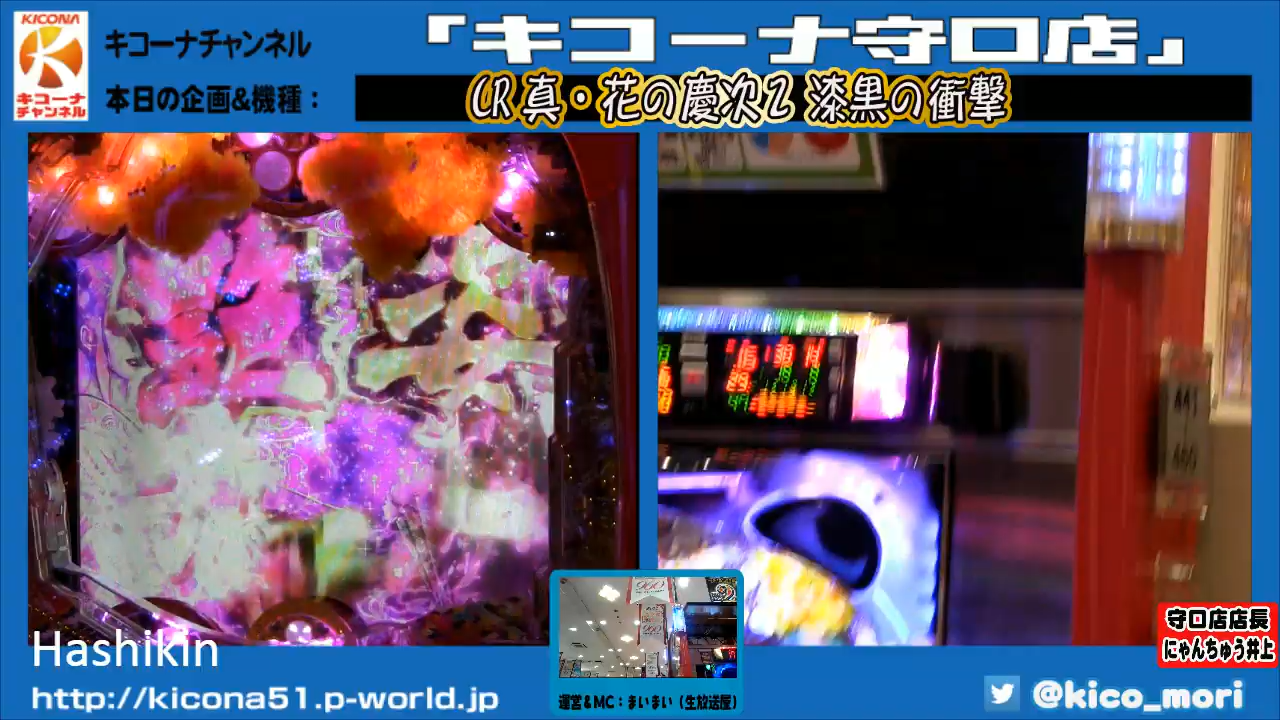 KICONA
キコーナ
チャンネル
キコーナチャンネル
「キコーナ守口店」
本日の企画&機種：
CR真・花の慶次2 漆黒の衝撃
441
460
守口店店長
にゃんちゅう井上
Hashikin
運営&MC：まいまい（生放送屋）
http://kicona51.p-world.jp
@kico_mori